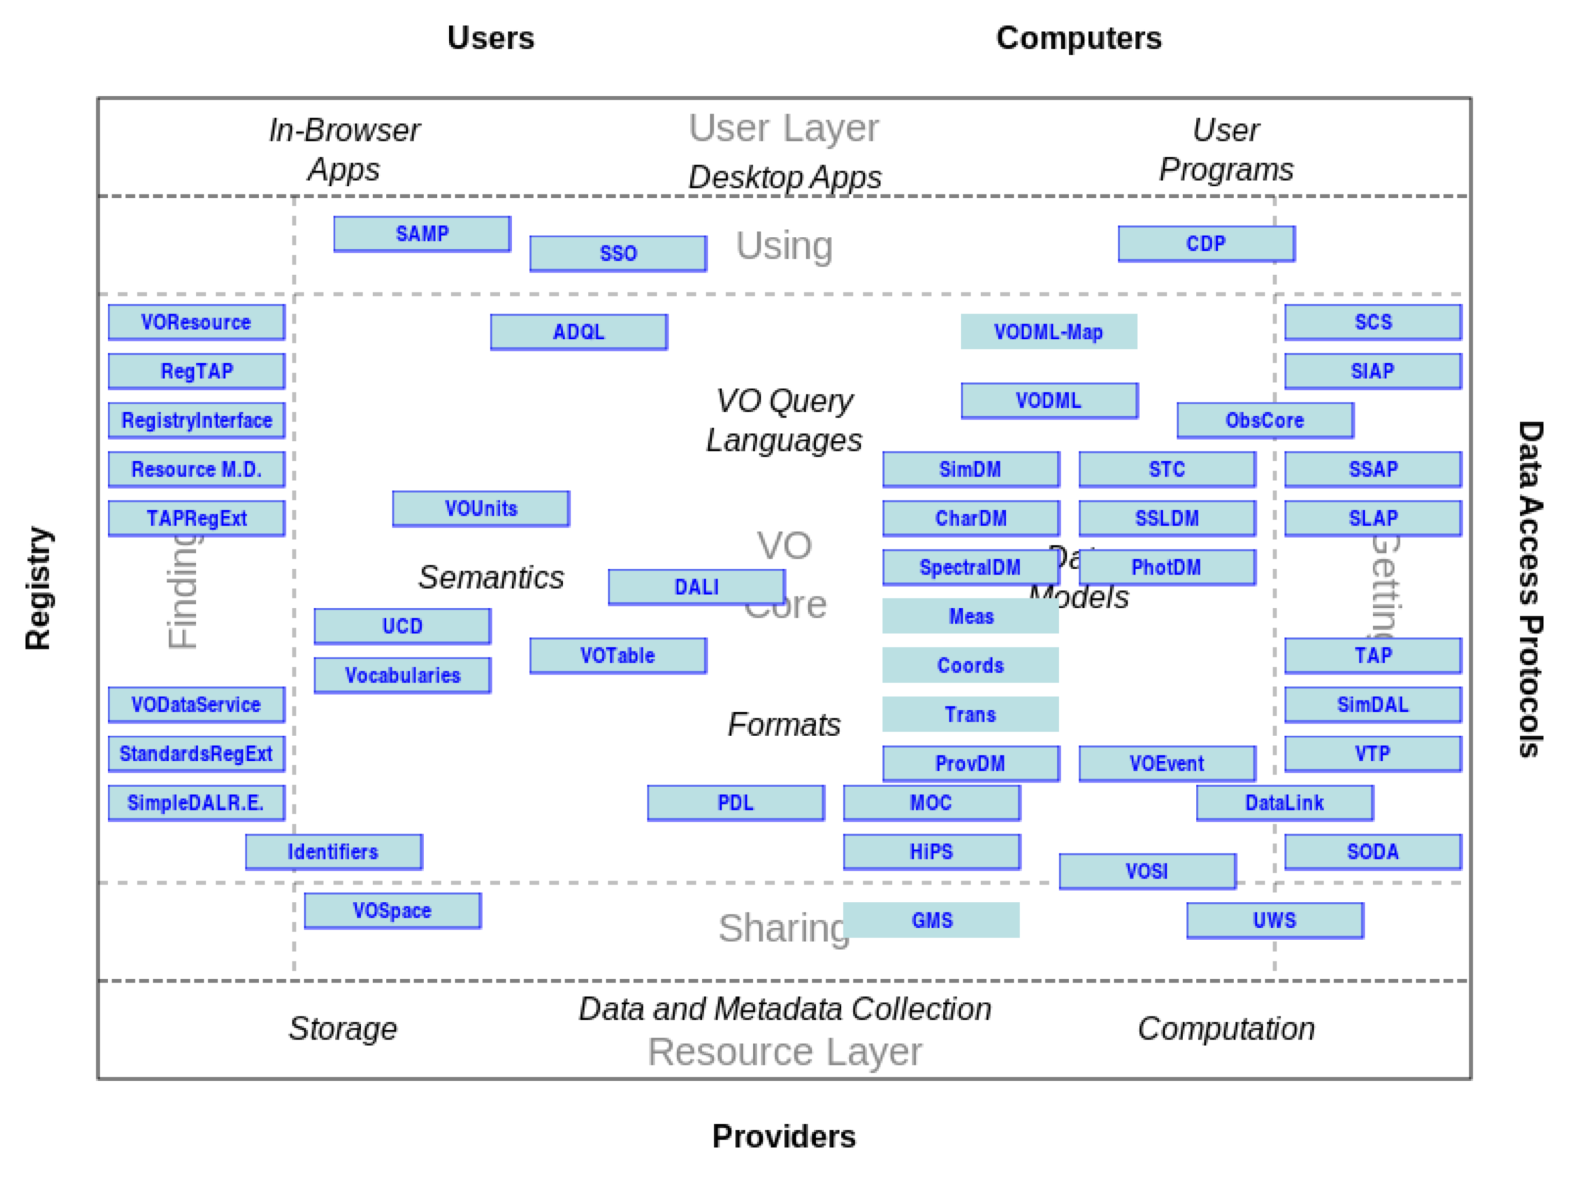 Users
Computers
In-Browser
Apps
User Layer
Desktop Apps
User
Programs
SAMP
SSO
Using
CDP
VOResource
RegTAP
RegistryInterface
Resource M.D.
TAPRegExt
Finding
VODataService
StandardsRegExt
SimpleDALR.E.
Identifiers
Registry
ADQL
VOUnits
Semantics
UCD
Vocabularies
VO Query
Languages
VO
Core
DALI
VOTable
Formats
PDL
VODML-Map
VODML
ObsCore
SimDM
STC
CharDM
SSLDM
SpectralDM
PhotDM
Models
Meas
Coords
Trans
ProvDM
VOEvent
MOC
DataLink
HiPS
VOSI
SCS
SIAP
SSAP
SLAP
Getting
TAP
SimDAL
VTP
SODA
Data Access Protocols
VOSpace
Sharing
GMS
UWS
Storage
Data and Metadata Collection
Resource Layer
Computation
Providers